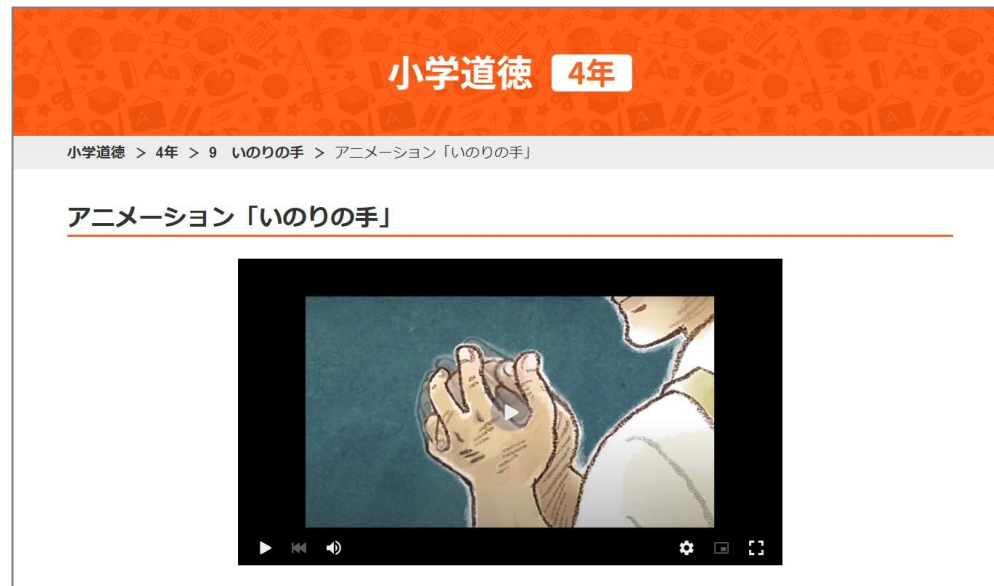 小学道徳 4年
小学道徳 > 4年 > 9　いのりの手 > アニメーション「いのりの手」
アニメーション「いのりの手」